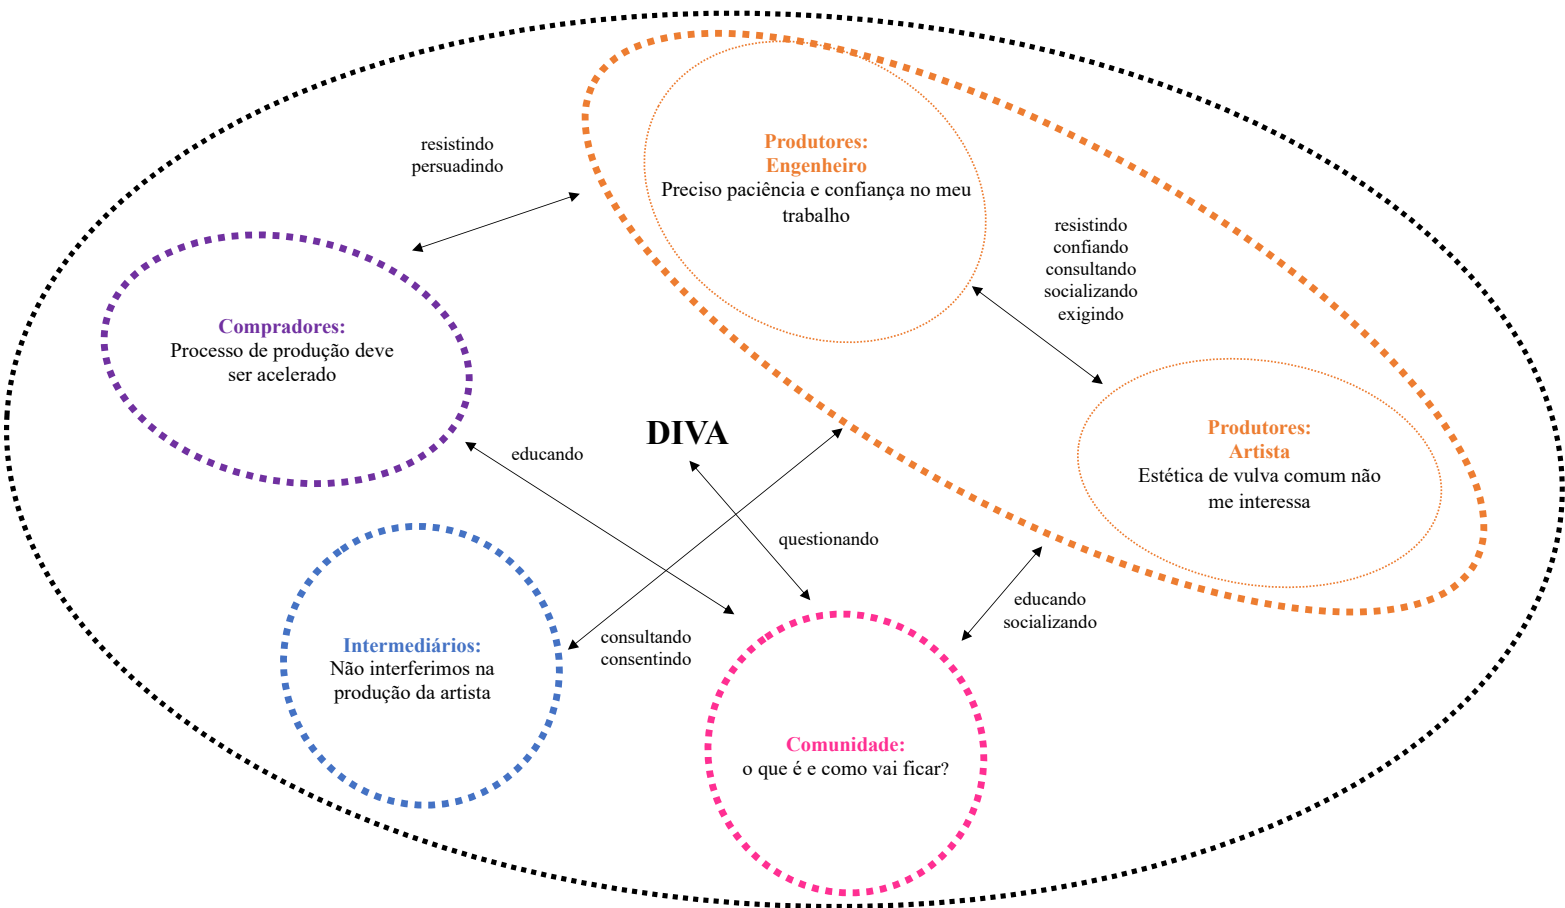 resistindo
persuadindo
Produtores:
Engenheiro
Preciso paciência e confiança no meu
trabalho
resistindo
confiando
consultando
socializando
exigindo
Compradores:
Processo de produção deve
ser acelerado
DIVA
educando
Produtores:
Artista
Estética de vulva comum não
me interessa
questionando
educando
socializando
Intermediários:
Não interferimos na
produção da artista
consultando
consentindo
Comunidade:
o que é e como vai ficar?